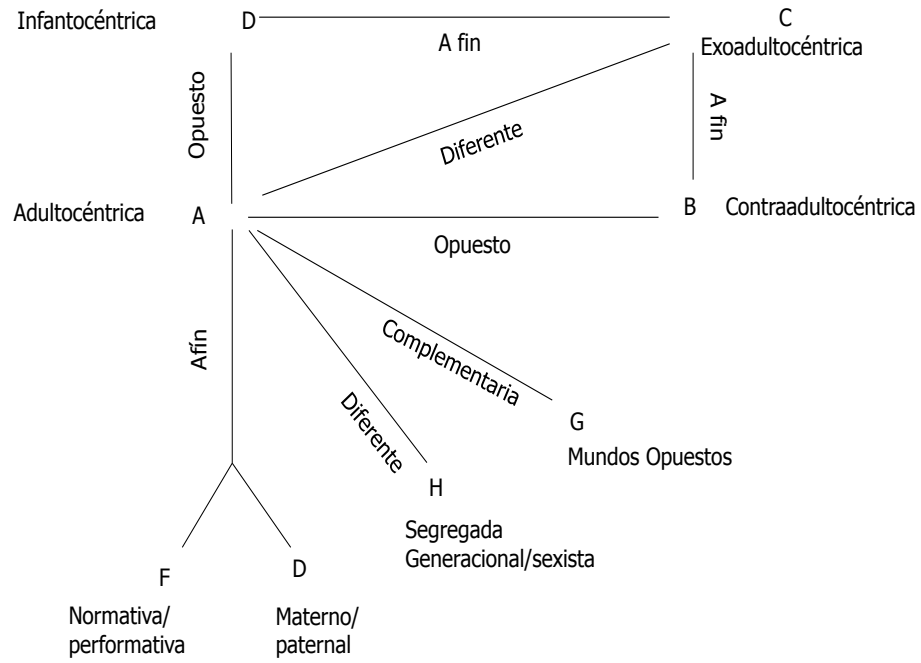 Infantocéntrica
D
C
A fin
Exoadultocéntrica
Opuesto
Diferente
A fin
Adultocéntrica
A
B
Contraadultocéntrica
Opuesto
Afín
Complementaria
Diferente
G
Mundos Opuestos
H
Segregada
Generacional/sexista
F
D
Normativa/
performativa
Materno/
paternal